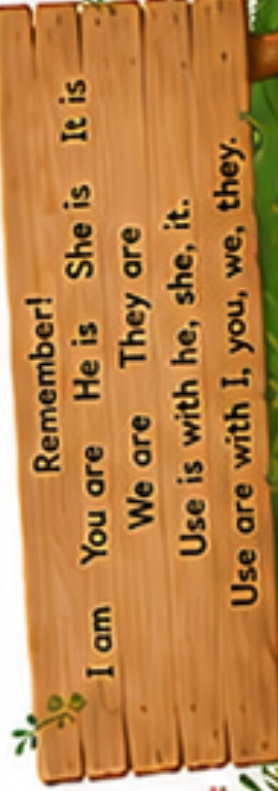 Remember!
I am You are He is She is It is
We are They are
Use is with he, she, it.
Use are with I, you, we, they.